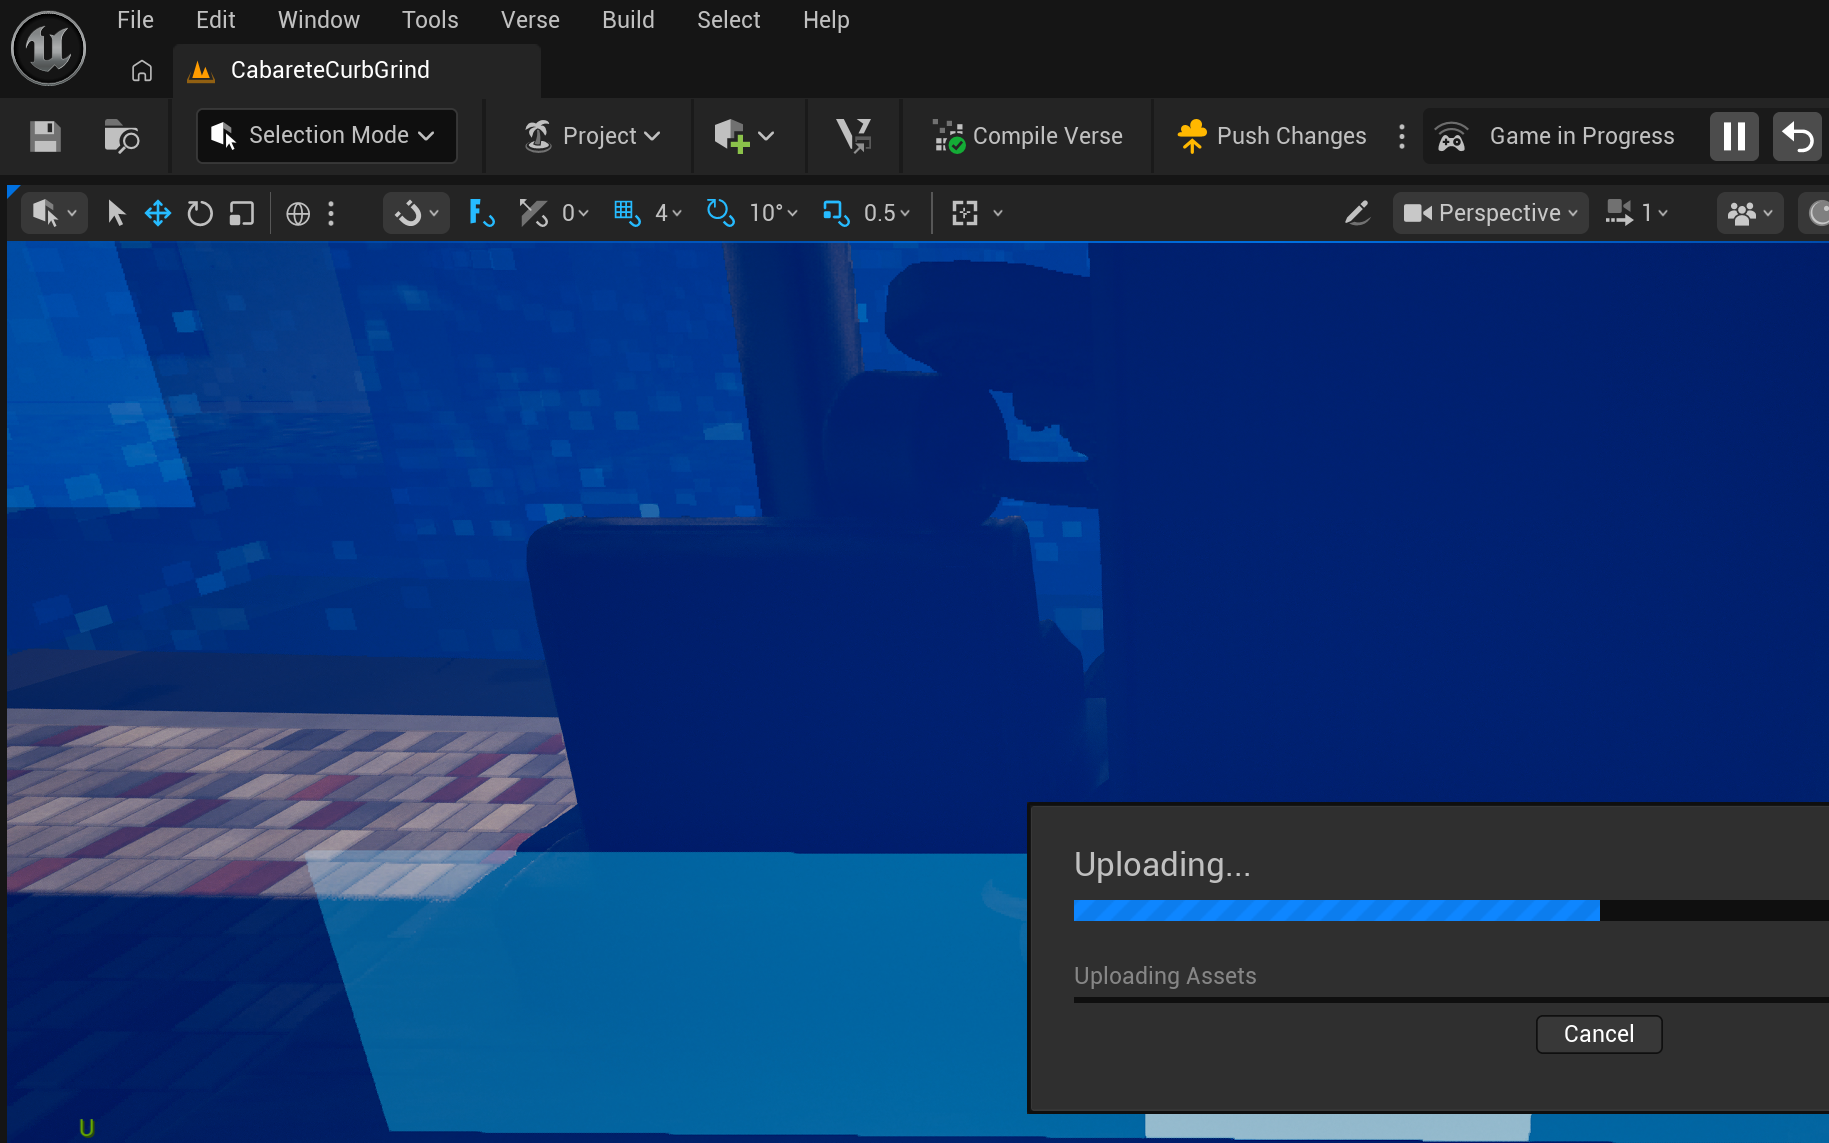 File Edit Window Tools Verse Build Select Help
CabareteCurbGrind
Selection Mode Project Compile Verse Push Changes Game in Progress
0 4 10° 0.5 Perspective 1
Uploading...
Uploading Assets
Cancel
U